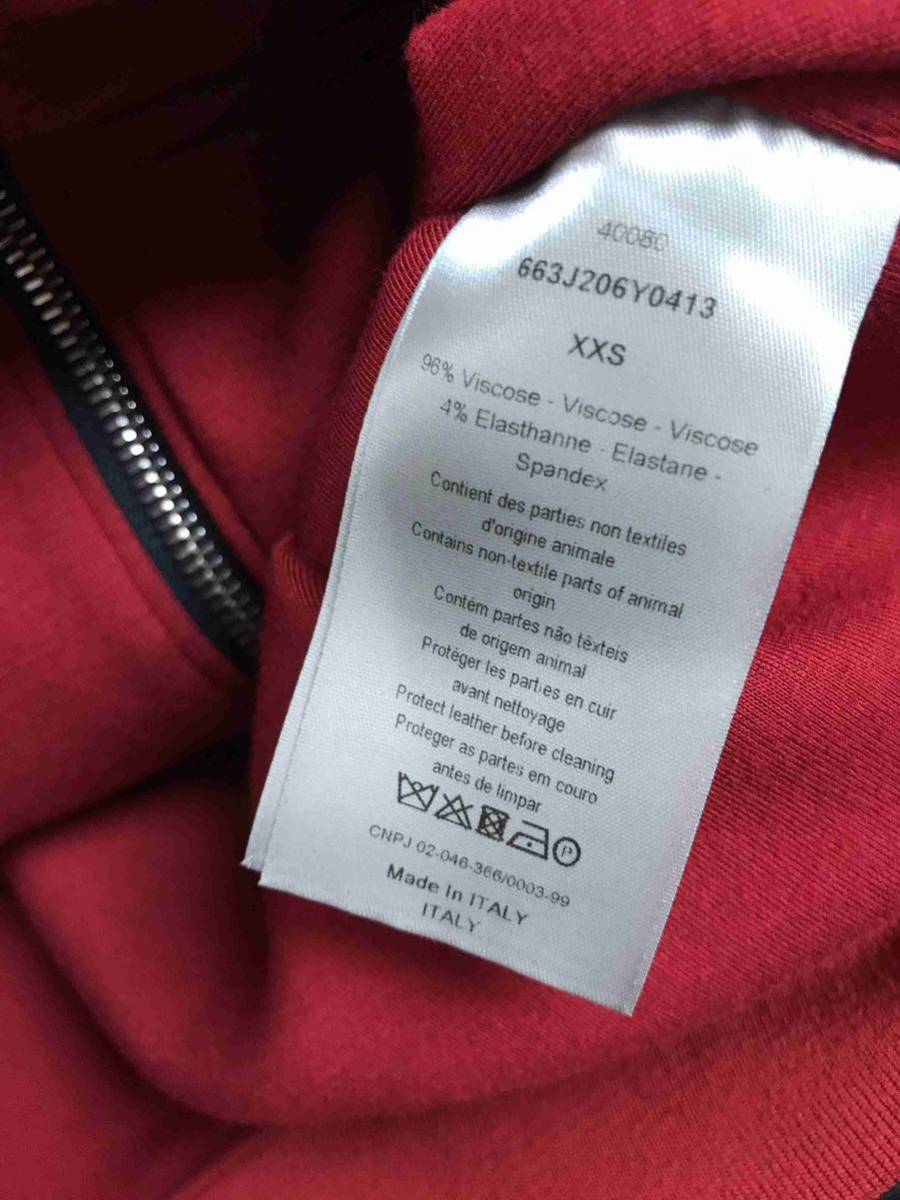 40080
663J206Y0413
XXS
96% Viscose - Viscose - Viscose
4% Elasthanne - Elastane -
Spandex
Contient des parties non textiles
d'origine animale
Contains non-textile parts of animal
origin
Contém partes não têxteis
de origem animal
Protéger les parties en cuir
avant nettoyage
Protect leather before cleaning
Proteger as partes em couro
antes de limpar
P
CNPJ 02-046-366/0003-99
Made In ITALY
ITALY